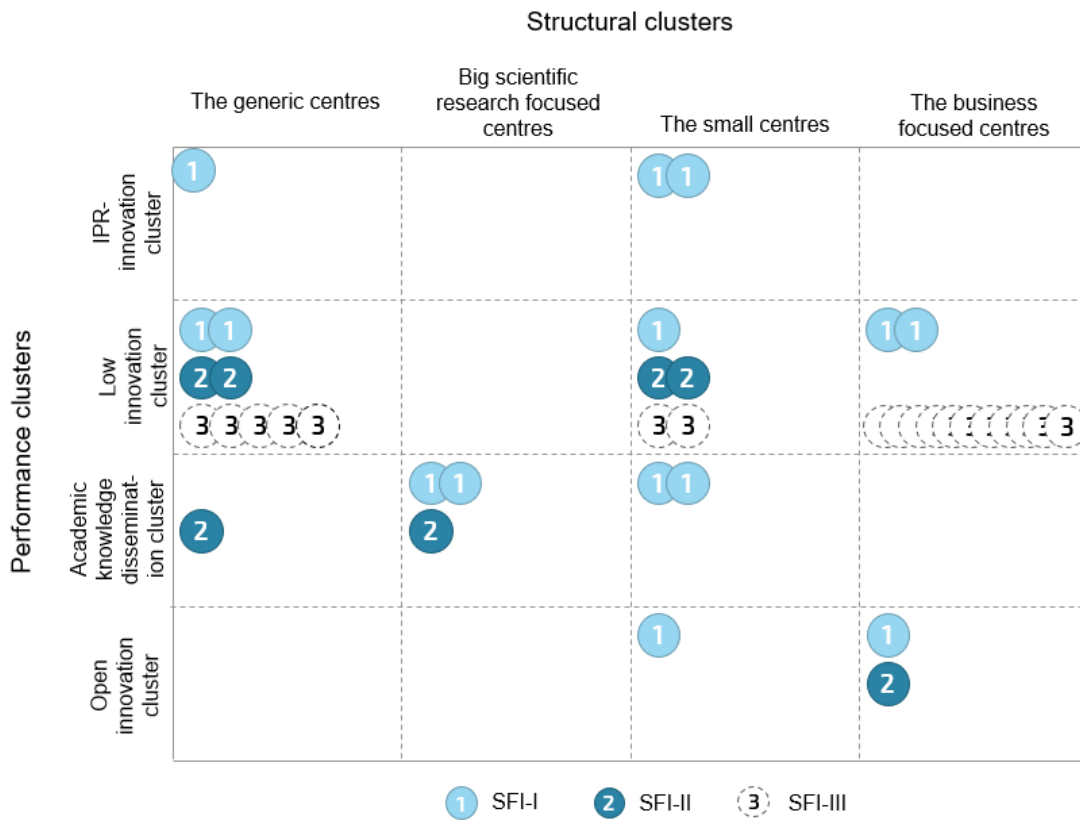 Structural clusters
The generic centres
Big scientific
research focused
centres
The small centres
The business
focused centres
Performance clusters
IPR-
innovation
cluster
1
1 1
Low
innovation
cluster
1 1
1
1 1
2 2
2 2
3 3 3 3 3
3 3
3
Academic
knowledge
disseminat-
ion cluster
1 1
1 1
2
2
Open
innovation
cluster
1
1
2
1 SFI-I
2 SFI-II
3 SFI-III